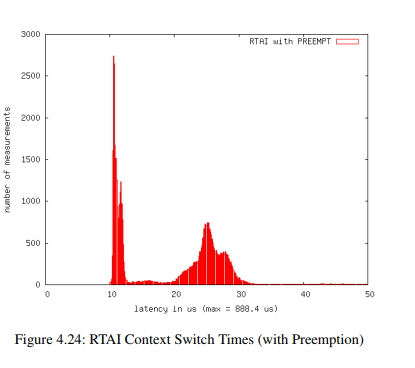 3000
RTAI with PREEMPT
2500
2000
1500
1000
500
0
number of measurements
0 10 20 30 40 50
latency in us (max = 888.4 us)
Figure 4.24: RTAI Context Switch Times (with Preemption)